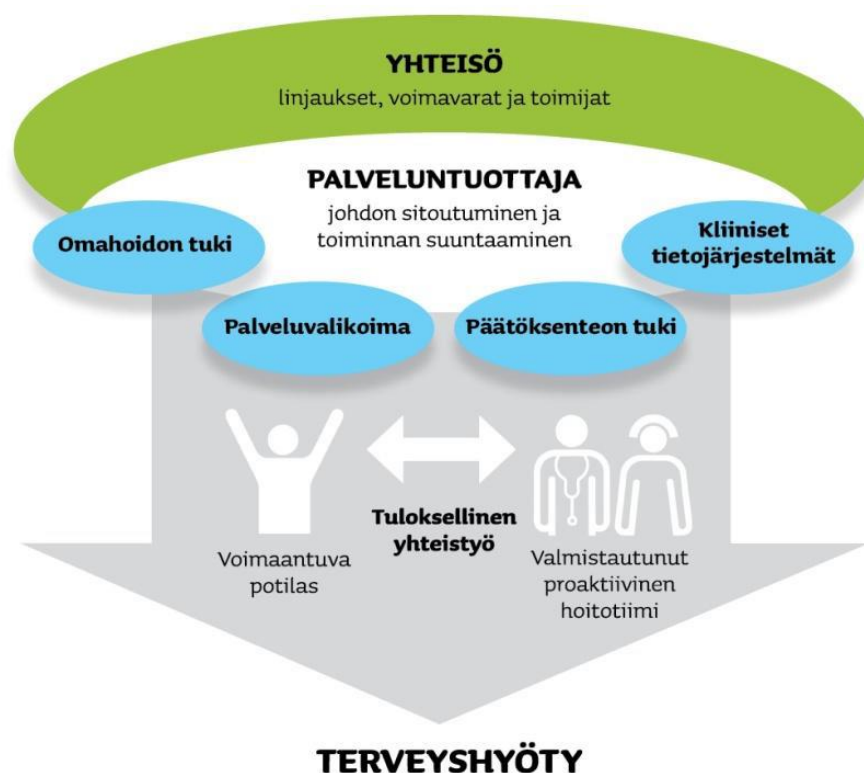 YHTEISÖ
linjaukset, voimavarat ja toimijat
PALVELUNTUOTTAJA
johdon sitoutuminen ja
toiminnan suuntaaminen
Omahoidon tuki
Kliiniset
tietojärjestelmät
Palveluvalikoima
Päätöksenteon tuki
Tuloksellinen
yhteistyö
Voimaantuva
potilas
Valmistautunut
proaktiivinen
hoitotiimi
TERVEYSHYÖTY